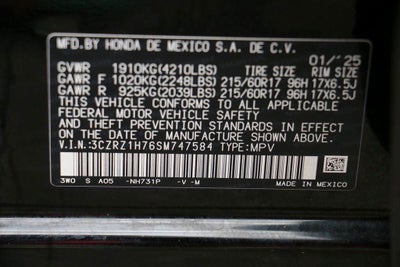 MFD.BY HONDA DE MEXICO S.A. DE C.V.
01/'25
GVWR 1910KG(4210LBS) TIRE SIZE RIM SIZE
GAWR F 1020KG(2248LBS) 215/60R17 96H 17X6.5J
GAWR R 925KG(2039LBS) 215/60R17 96H 17X6.5J
THIS VEHICLE CONFORMS TO ALL APPLICABLE
FEDERAL MOTOR VEHICLE SAFETY STANDARDS
IN EFFECT ON THE DATE OF MANUFACTURE SHOWN ABOVE.
V.I.N:3CZRZ1H76SM747584 TYPE:MPV
3W0 S A05 -NH731P -V -M
MADE IN MEXICO